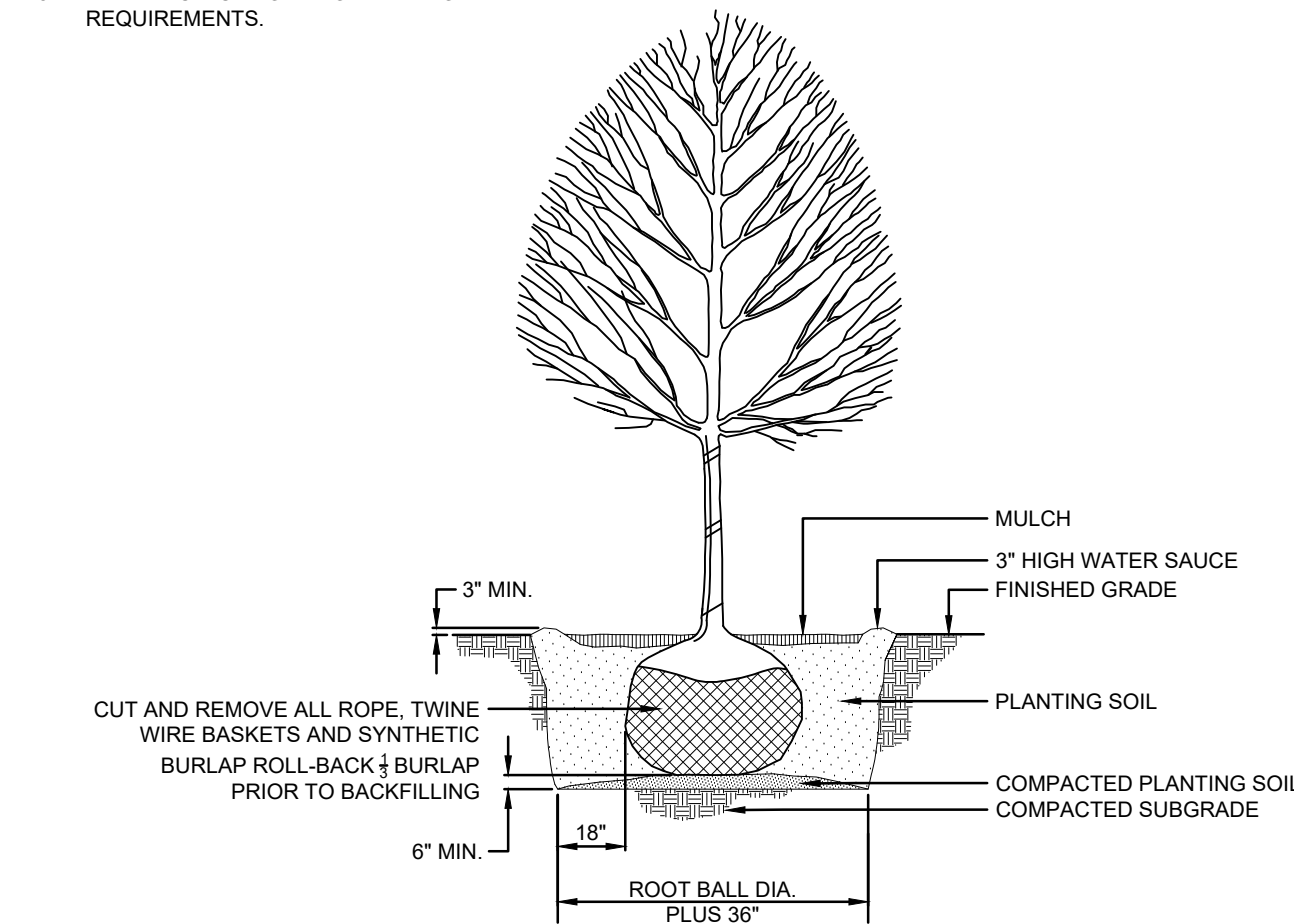 REQUIREMENTS.
MULCH
3" HIGH WATER SAUCE
FINISHED GRADE
3" MIN.
PLANTING SOIL
CUT AND REMOVE ALL ROPE, TWINE
WIRE BASKETS AND SYNTHETIC
BURLAP ROLL-BACK 1/3 BURLAP
PRIOR TO BACKFILLING
COMPACTED PLANTING SOIL
COMPACTED SUBGRADE
18"
6" MIN.
ROOT BALL DIA.
PLUS 36"